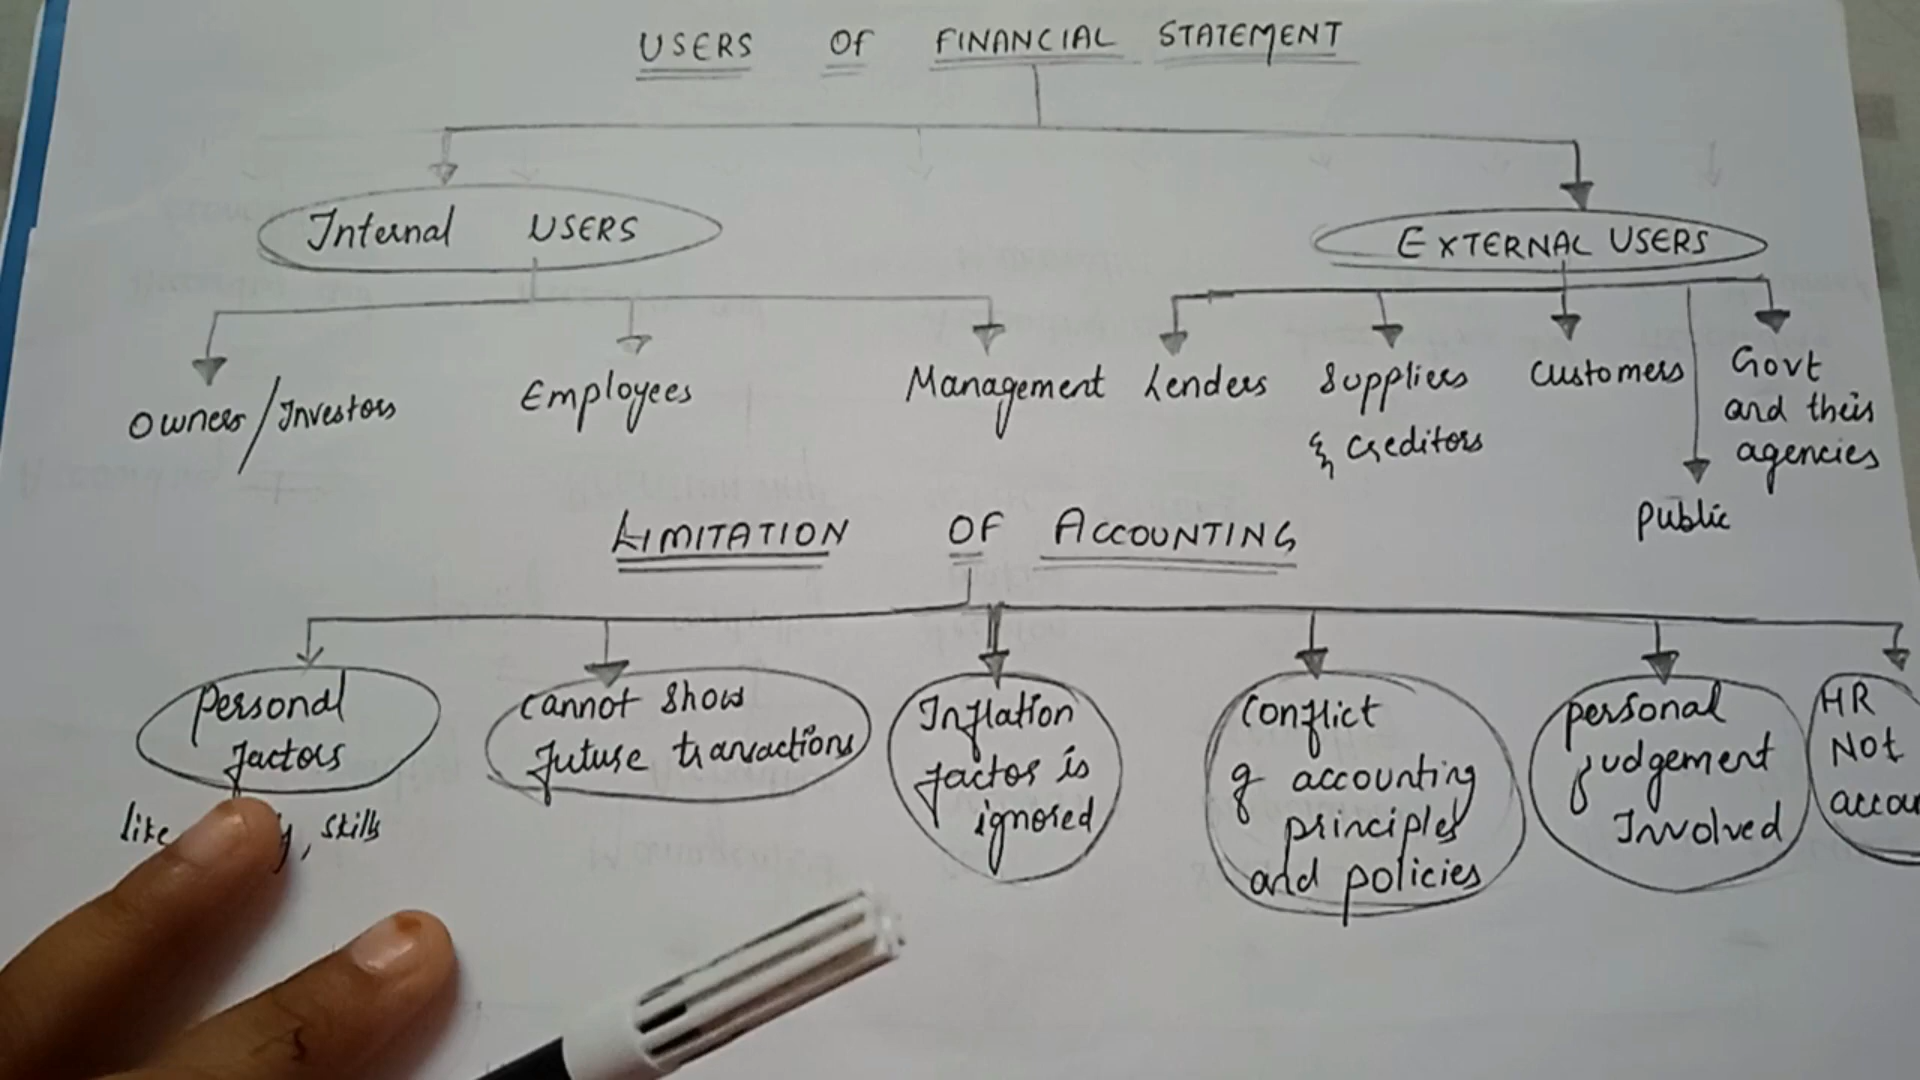 USERS OF FINANCIAL STATEMENT
Internal USERS
EXTERNAL USERS
Owners/Investors
Employees
Management
Lenders
Suppliers
& creditors
customers
Public
Govt
and their
agencies
LIMITATION OF ACCOUNTING
personal
factors
like , skills
cannot show
future transactions
Inflation
factor is
ignored
Conflict
of accounting
principles
and policies
personal
judgement
Involved
HR
Not